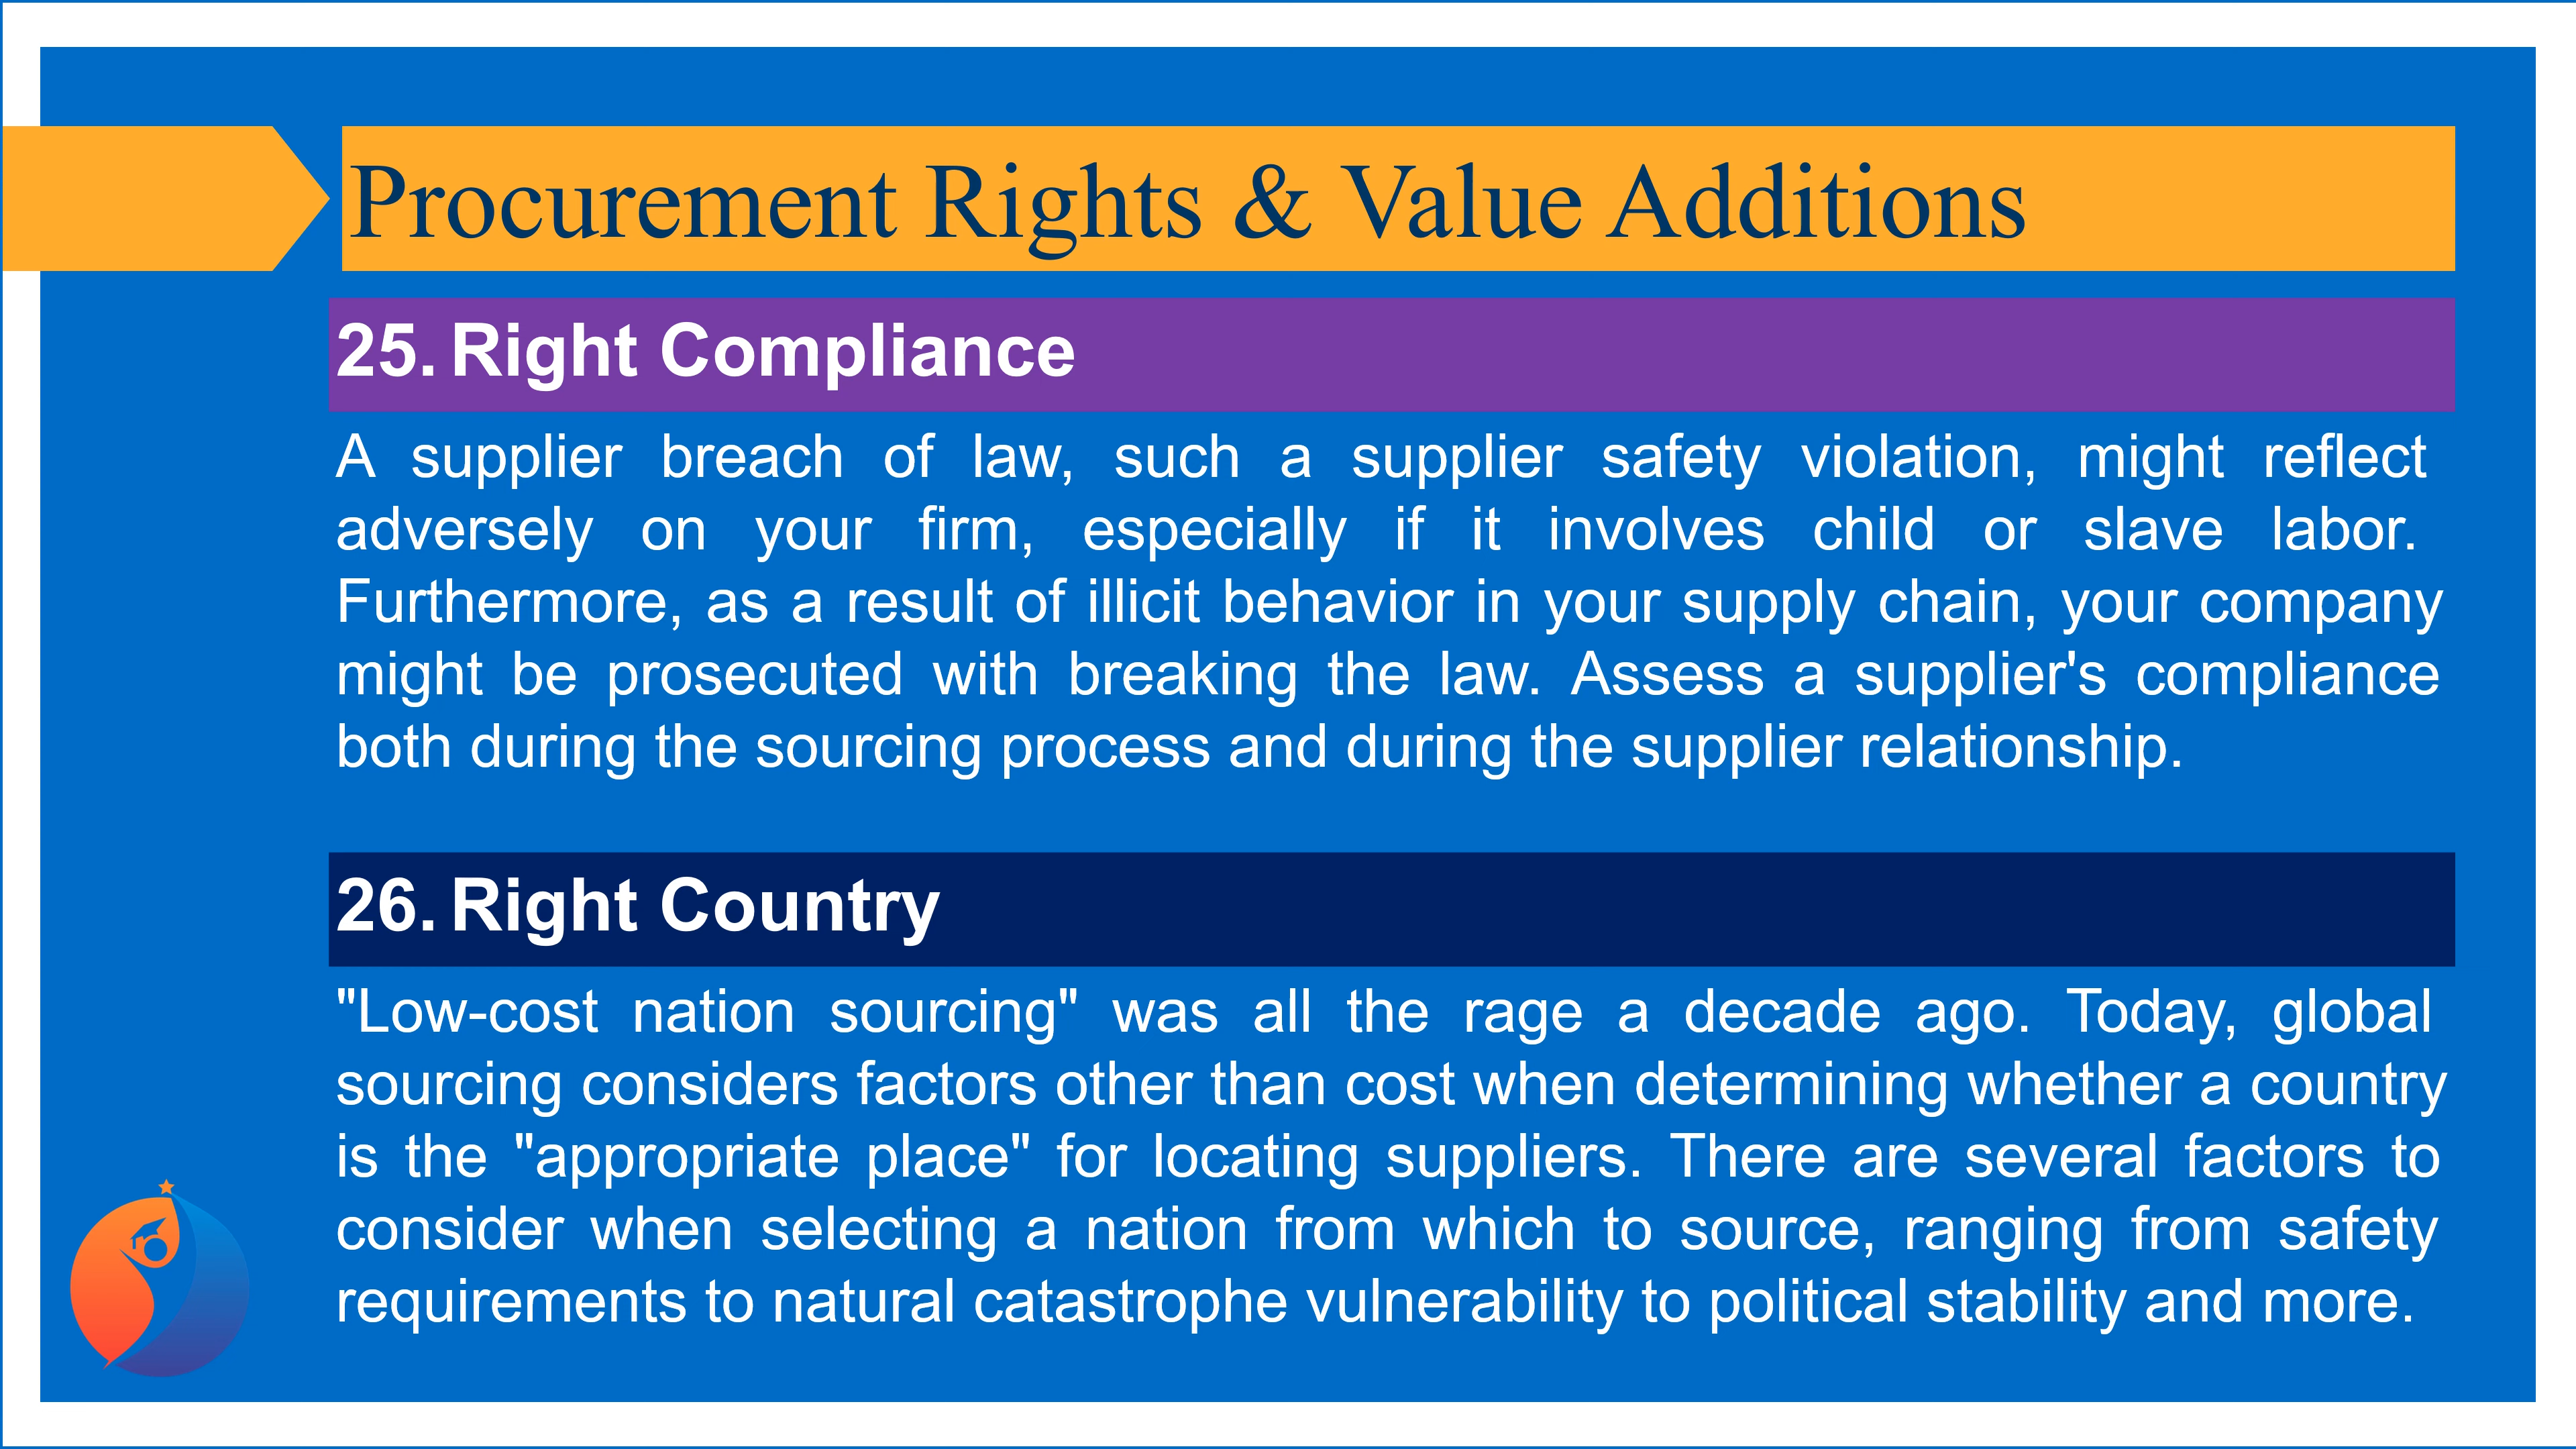 Procurement Rights & Value Additions
25. Right Compliance
A supplier breach of law, such a supplier safety violation, might reflect
adversely on your firm, especially if it involves child or slave labor.
Furthermore, as a result of illicit behavior in your supply chain, your company
might be prosecuted with breaking the law. Assess a supplier's compliance
both during the sourcing process and during the supplier relationship.
26. Right Country
"Low-cost nation sourcing" was all the rage a decade ago. Today, global
sourcing considers factors other than cost when determining whether a country
is the "appropriate place" for locating suppliers. There are several factors to
consider when selecting a nation from which to source, ranging from safety
requirements to natural catastrophe vulnerability to political stability and more.